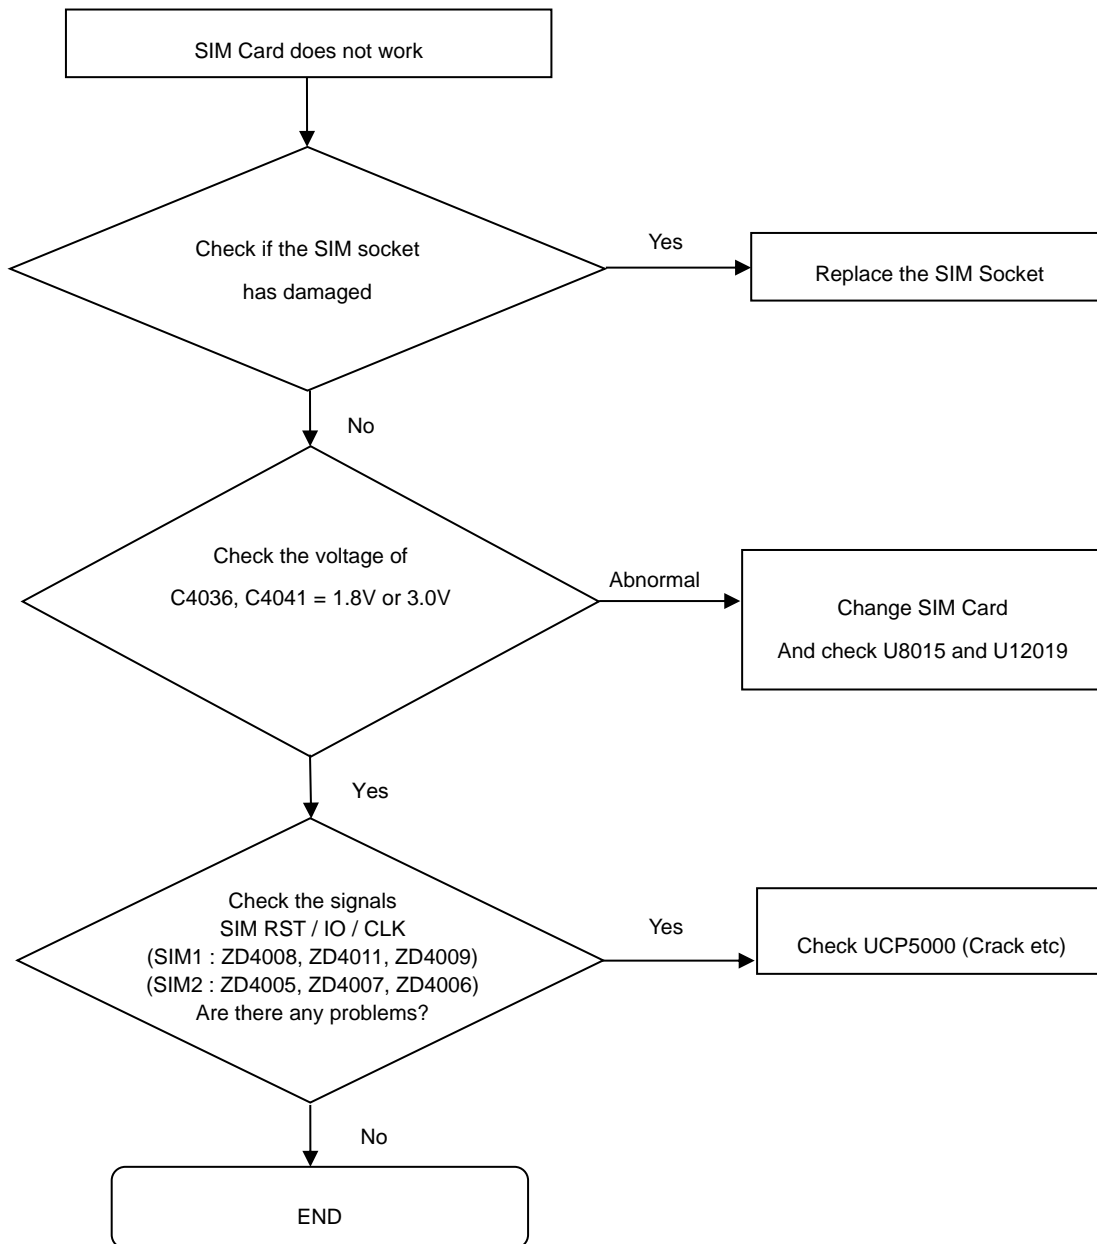 SIM Card does not work
Check if the SIM socket
has damaged
Yes
Replace the SIM Socket
No
Check the voltage of
C4036, C4041 = 1.8V or 3.0V
Abnormal
Change SIM Card
And check U8015 and U12019
Yes
Check the signals
SIM RST / IO / CLK
(SIM1 : ZD4008, ZD4011, ZD4009)
(SIM2 : ZD4005, ZD4007, ZD4006)
Are there any problems?
Yes
Check UCP5000 (Crack etc)
No
END